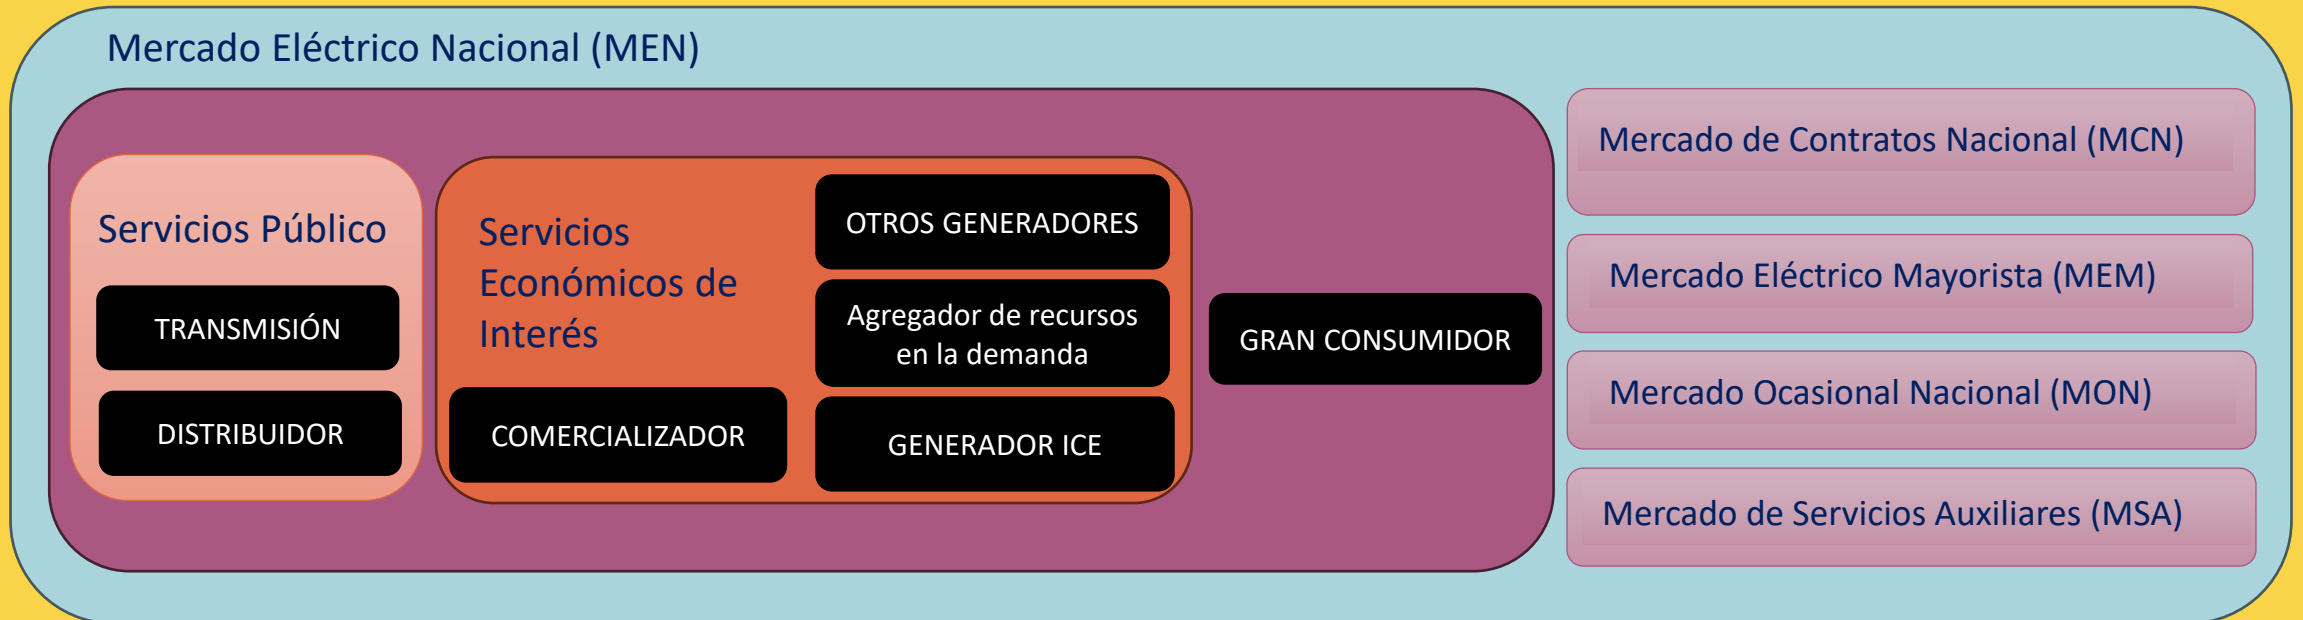 Mercado Eléctrico Nacional (MEN)
Servicios Público
TRANSMISIÓN
DISTRIBUIDOR
Servicios
Económicos de
Interés
COMERCIALIZADOR
OTROS GENERADORES
Agregador de recursos
en la demanda
GENERADOR ICE
GRAN CONSUMIDOR
Mercado de Contratos Nacional (MCN)
Mercado Eléctrico Mayorista (MEM)
Mercado Ocasional Nacional (MON)
Mercado de Servicios Auxiliares (MSA)